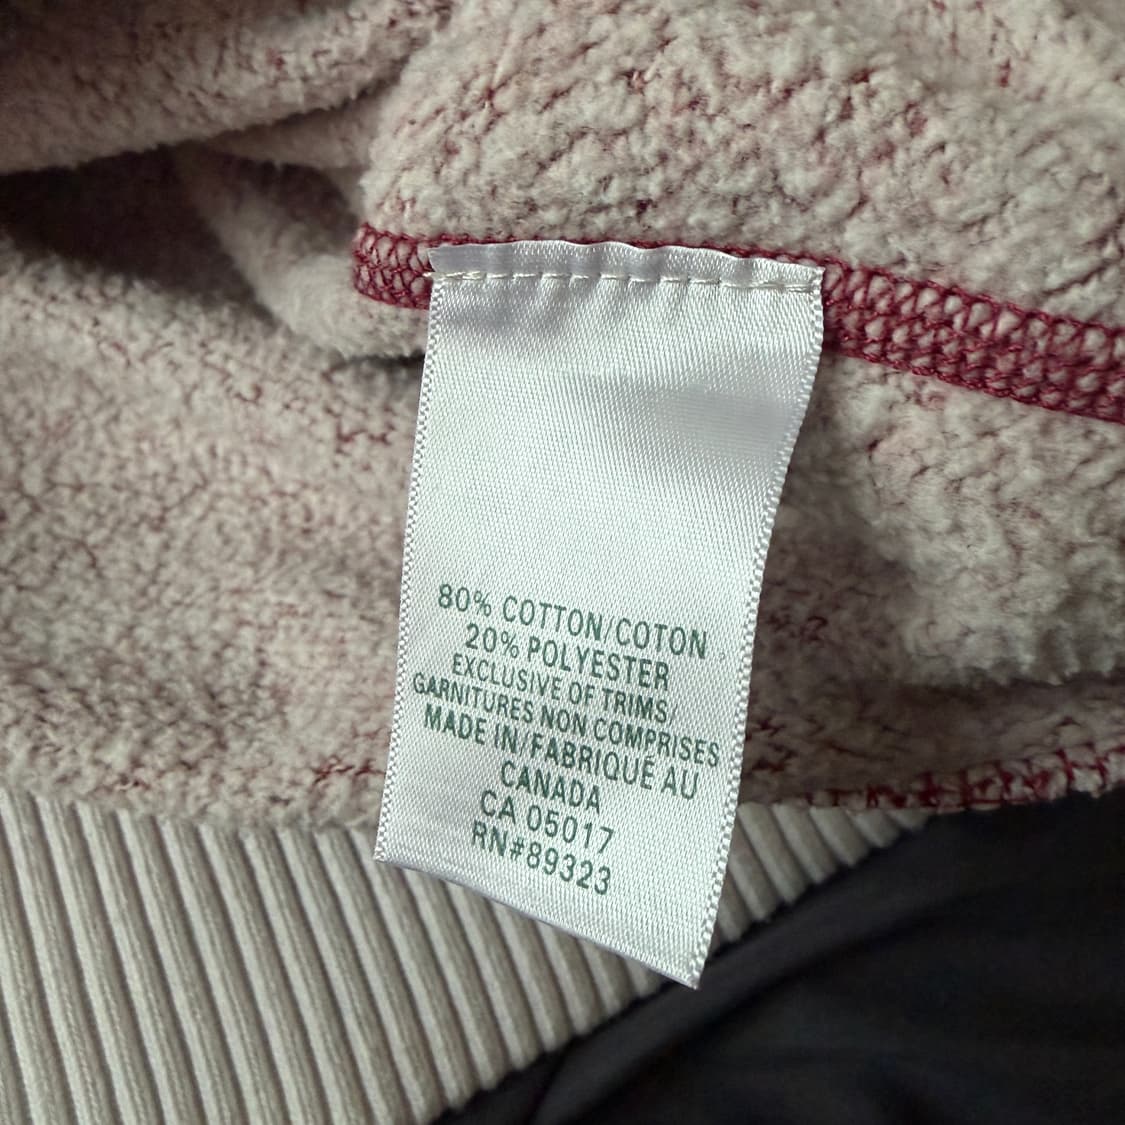 80% COTTON/COTON
20% POLYESTER
EXCLUSIVE OF TRIMS
GARNITURES NON COMPRISES
MADE IN/FABRIQUÉ AU
CANADA
CA 05017
RN#89323